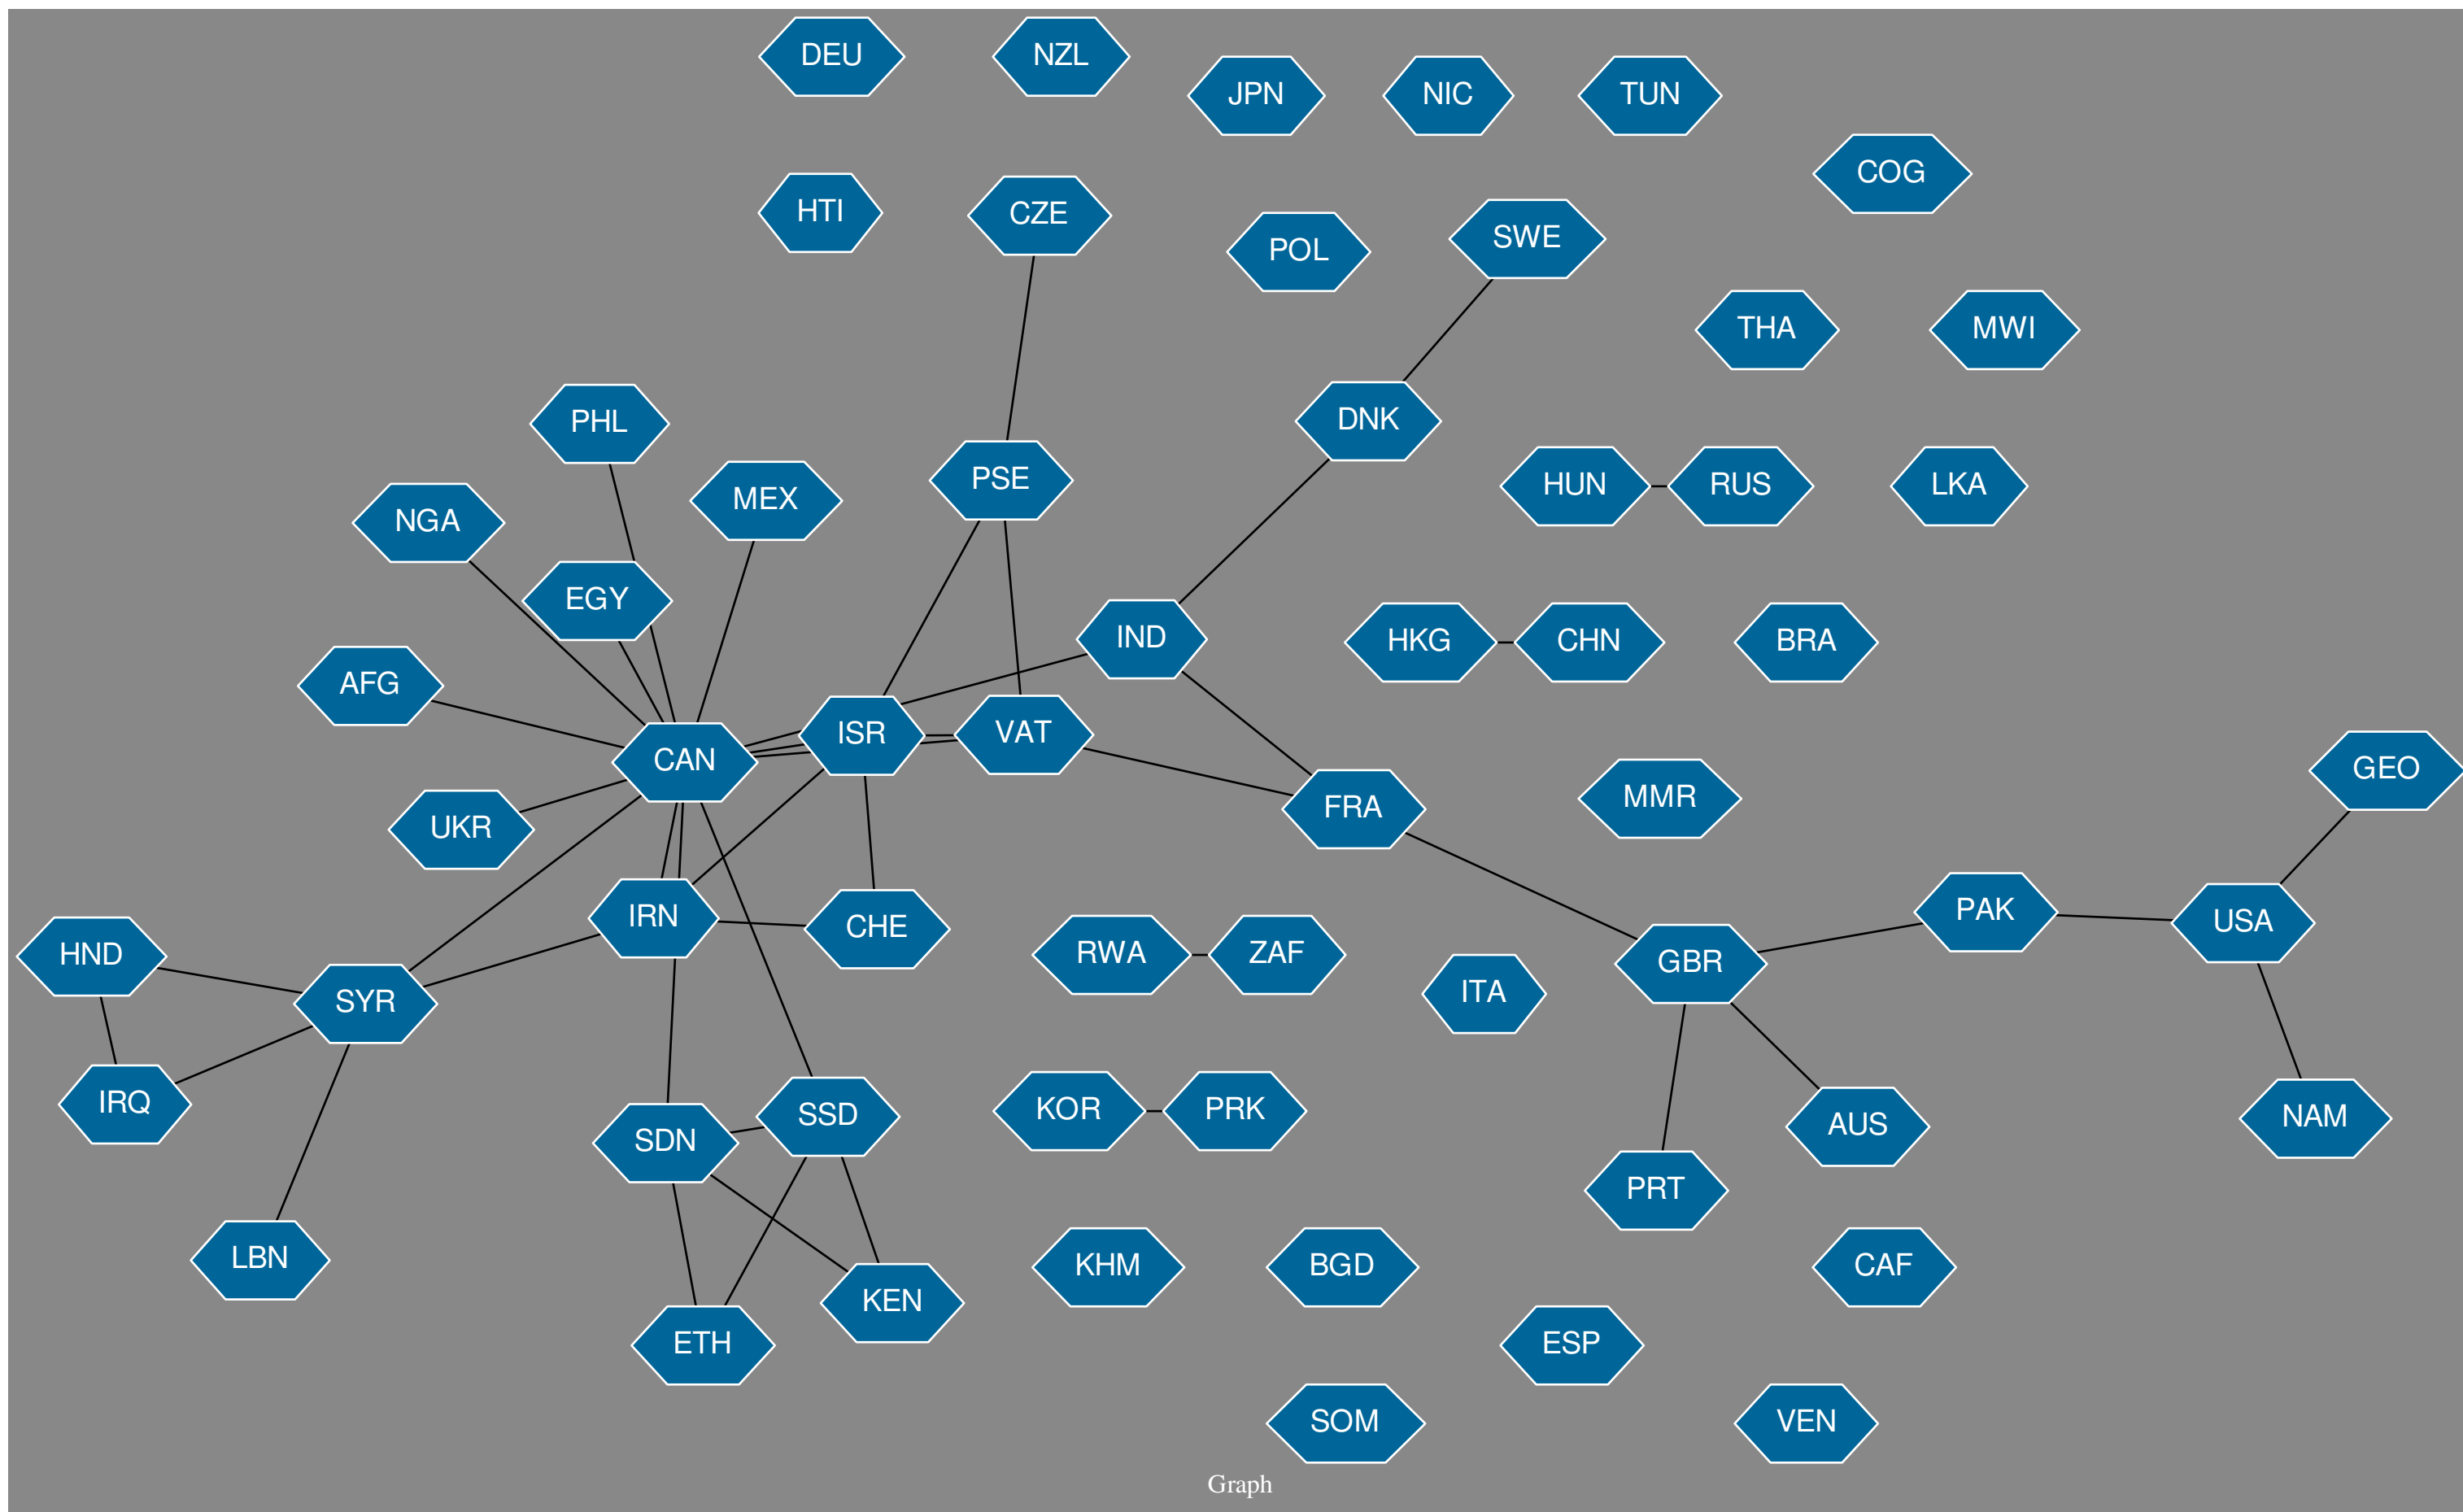 DEU
NZL
JPN
NIC
TUN
COG
HTI
CZE
POL
SWE
THA
MWI
PHL
DNK
NGA
MEX
PSE
HUN
RUS
LKA
EGY
IND
HKG
CHN
BRA
AFG
CAN
ISR
VAT
GEO
UKR
FRA
MMR
HND
SYR
IRN
CHE
RWA
ZAF
ITA
GBR
PAK
USA
IRQ
SDN
SSD
KOR
PRK
PRT
AUS
NAM
LBN
ETH
KEN
KHM
BGD
ESP
CAF
SOM
VEN
Graph